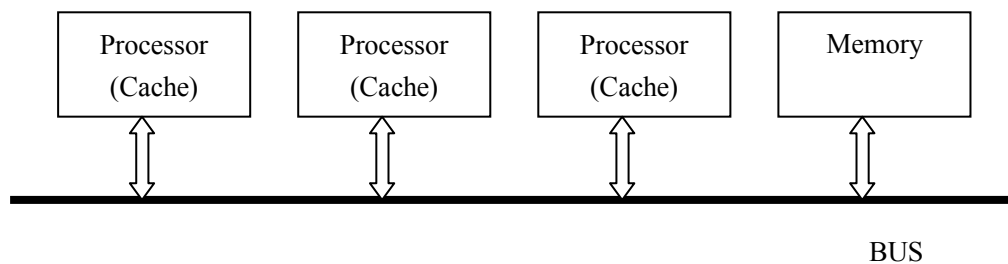 Processor
(Cache)
Processor
(Cache)
Processor
(Cache)
Memory
BUS